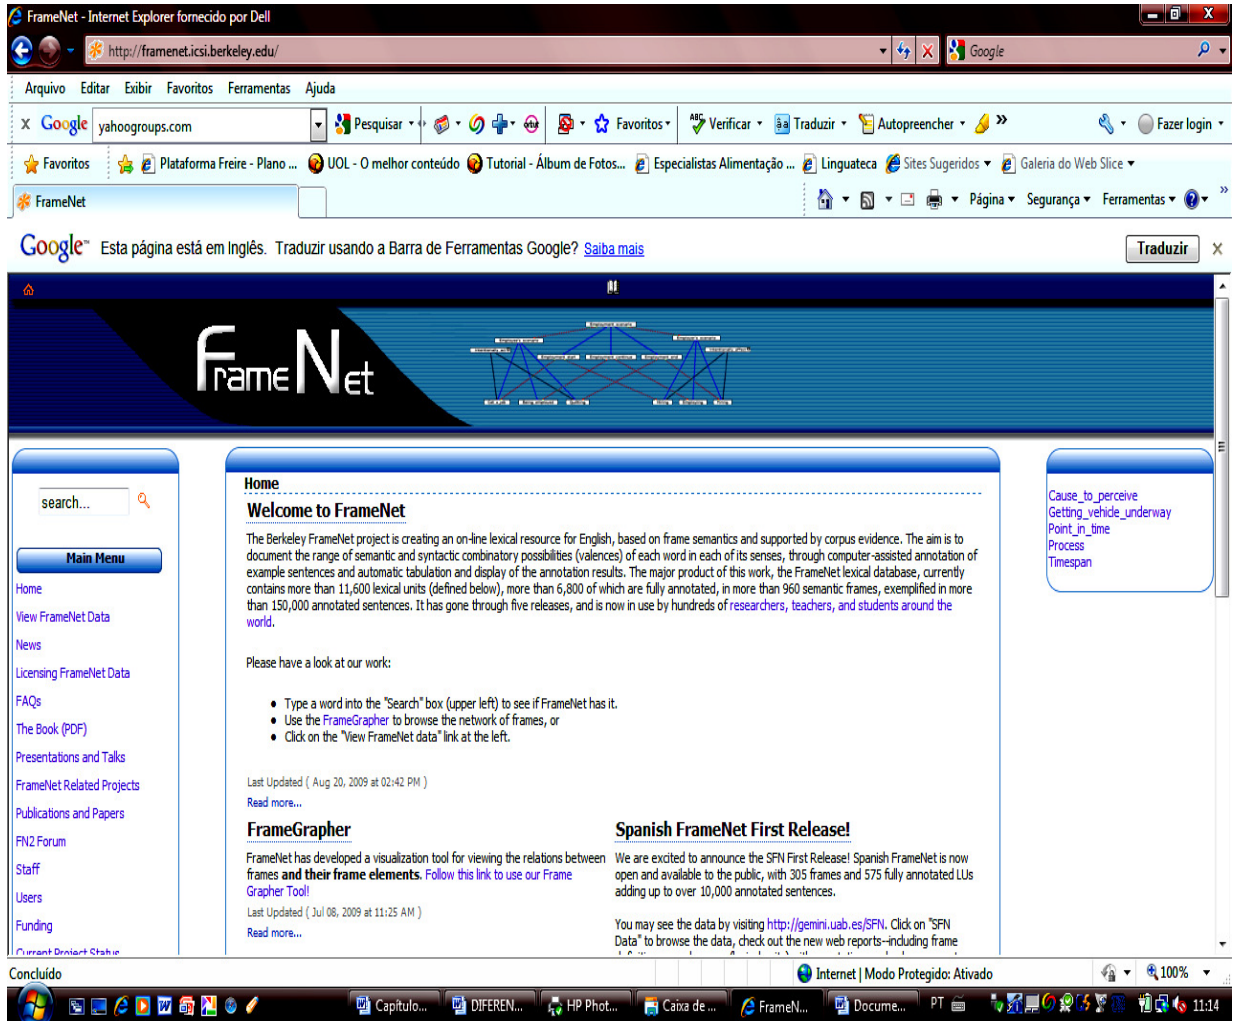 FrameNet - Internet Explorer fornecido por Dell
http://framenet.icsi.berkeley.edu/
Google
Arquivo Editar Exibir Favoritos Ferramentas Ajuda
X Google yahoogroups.com Pesquisar Favoritos Verificar Traduzir Autopreencher » Fazer login
Favoritos Plataforma Freire - Plano ... UOL - O melhor conteúdo Tutorial - Álbum de Fotos... Especialistas Alimentação ... Linguateca Sites Sugeridos Galeria do Web Slice
FrameNet Página Segurança Ferramentas »
Google™ Esta página está em Inglês. Traduzir usando a Barra de Ferramentas Google? Saiba mais Traduzir X
FrameNet
search...
Main Menu
Home
View FrameNet Data
News
Licensing FrameNet Data
FAQs
The Book (PDF)
Presentations and Talks
FrameNet Related Projects
Publications and Papers
FN2 Forum
Staff
Users
Funding
Current Project Status
Home
Welcome to FrameNet
The Berkeley FrameNet project is creating an on-line lexical resource for English, based on frame semantics and supported by corpus evidence. The aim is to
document the range of semantic and syntactic combinatory possibilities (valences) of each word in each of its senses, through computer-assisted annotation of
example sentences and automatic tabulation and display of the annotation results. The major product of this work, the FrameNet lexical database, currently
contains more than 11,600 lexical units (defined below), more than 6,800 of which are fully annotated, in more than 960 semantic frames, exemplified in more
than 150,000 annotated sentences. It has gone through five releases, and is now in use by hundreds of researchers, teachers, and students around the
world.
Please have a look at our work:
• Type a word into the "Search" box (upper left) to see if FrameNet has it.
• Use the FrameGrapher to browse the network of frames, or
• Click on the "View FrameNet data" link at the left.
Last Updated ( Aug 20, 2009 at 02:42 PM )
Read more...
FrameGrapher
FrameNet has developed a visualization tool for viewing the relations between
frames and their frame elements. Follow this link to use our Frame
Grapher Tool!
Last Updated ( Jul 08, 2009 at 11:25 AM )
Read more...
Spanish FrameNet First Release!
We are excited to announce the SFN First Release! Spanish FrameNet is now
open and available to the public, with 305 frames and 575 fully annotated LUs
adding up to over 10,000 annotated sentences.
You may see the data by visiting http://gemini.uab.es/SFN. Click on "SFN
Data" to browse the data, check out the new web reports--including frame
Cause_to_perceive
Getting_vehicle_underway
Point_in_time
Process
Timespan
Concluído Internet | Modo Protegido: Ativado 100%
Capítulo... DIFEREN... HP Phot... Caixa de ... FrameN... Docume... PT 11:14